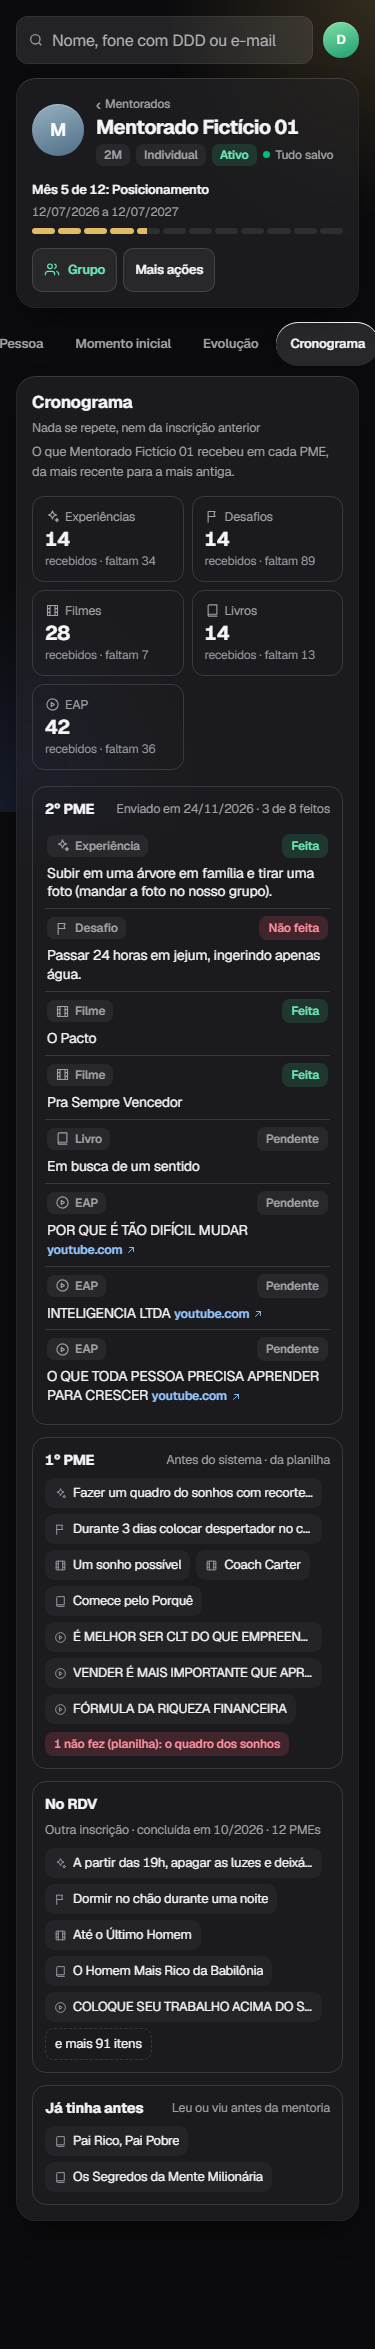 Nome, fone com DDD ou e-mail
D
M
‹ Mentorados
Mentorado Fictício 01
2M
Individual
Ativo
Tudo salvo
Mês 5 de 12: Posicionamento
12/07/2026 a 12/07/2027
Grupo
Mais ações
Pessoa
Momento inicial
Evolução
Cronograma
Cronograma
Nada se repete, nem da inscrição anterior
O que Mentorado Fictício 01 recebeu em cada PME,
da mais recente para a mais antiga.
Experiências
14
recebidos · faltam 34
Desafios
14
recebidos · faltam 89
Filmes
28
recebidos · faltam 7
Livros
14
recebidos · faltam 13
EAP
42
recebidos · faltam 36
2º PME
Enviado em 24/11/2026 · 3 de 8 feitos
Experiência
Feita
Subir em uma árvore em família e tirar uma
foto (mandar a foto no nosso grupo).
Desafio
Não feita
Passar 24 horas em jejum, ingerindo apenas
água.
Filme
Feita
O Pacto
Filme
Feita
Pra Sempre Vencedor
Livro
Pendente
Em busca de um sentido
EAP
Pendente
POR QUE É TÃO DIFÍCIL MUDAR
youtube.com ↗
EAP
Pendente
INTELIGENCIA LTDA youtube.com ↗
EAP
Pendente
O QUE TODA PESSOA PRECISA APRENDER
PARA CRESCER youtube.com ↗
1º PME
Antes do sistema · da planilha
Fazer um quadro do sonhos com recorte...
Durante 3 dias colocar despertador no c...
Um sonho possível
Coach Carter
Comece pelo Porquê
É MELHOR SER CLT DO QUE EMPREEN...
VENDER É MAIS IMPORTANTE QUE APR...
FÓRMULA DA RIQUEZA FINANCEIRA
1 não fez (planilha): o quadro dos sonhos
No RDV
Outra inscrição · concluída em 10/2026 · 12 PMEs
A partir das 19h, apagar as luzes e deixá...
Dormir no chão durante uma noite
Até o Último Homem
O Homem Mais Rico da Babilônia
COLOQUE SEU TRABALHO ACIMA DO S...
e mais 91 itens
Já tinha antes
Leu ou viu antes da mentoria
Pai Rico, Pai Pobre
Os Segredos da Mente Milionária